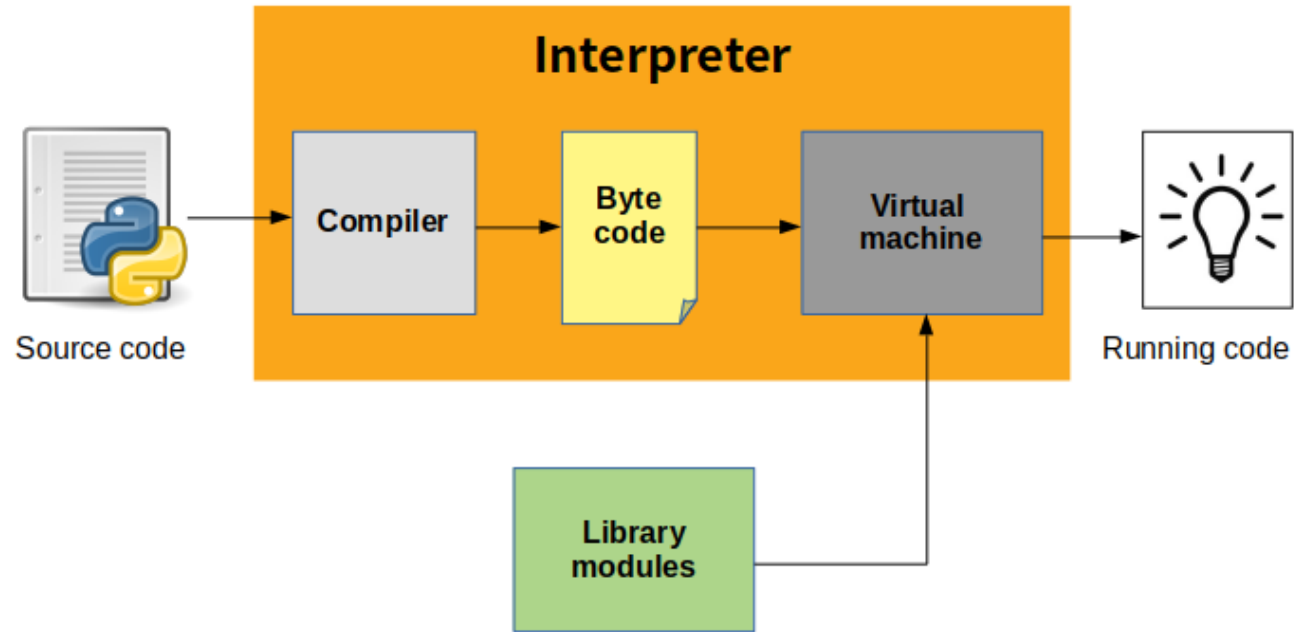 Interpreter
Source code
Compiler
Byte
code
Virtual
machine
Running code
Library
modules